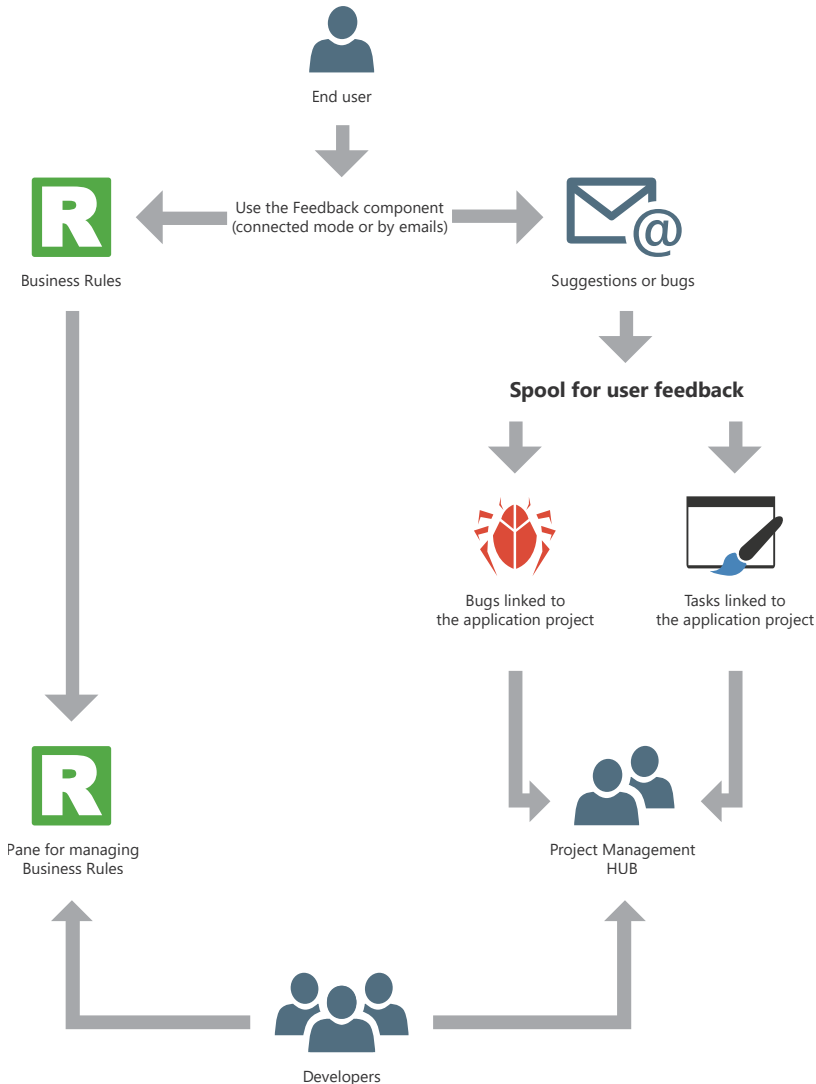 End user
Use the Feedback component
(connected mode or by emails)
R
Business Rules
@
Suggestions or bugs
Spool for user feedback
Bugs linked to
the application project
Tasks linked to
the application project
R
Pane for managing
Business Rules
Project Management
HUB
Developers